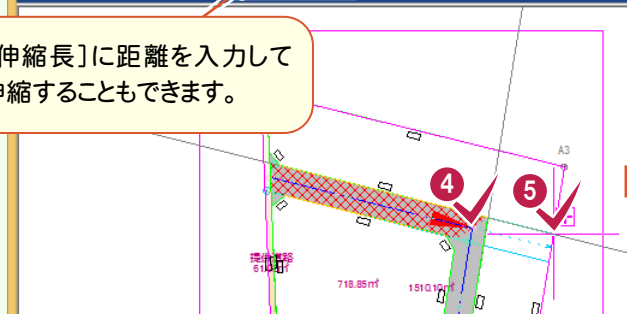 伸縮長]に距離を入力して
伸縮することもできます。
A3
4
5
718.85㎡
1510.10㎡